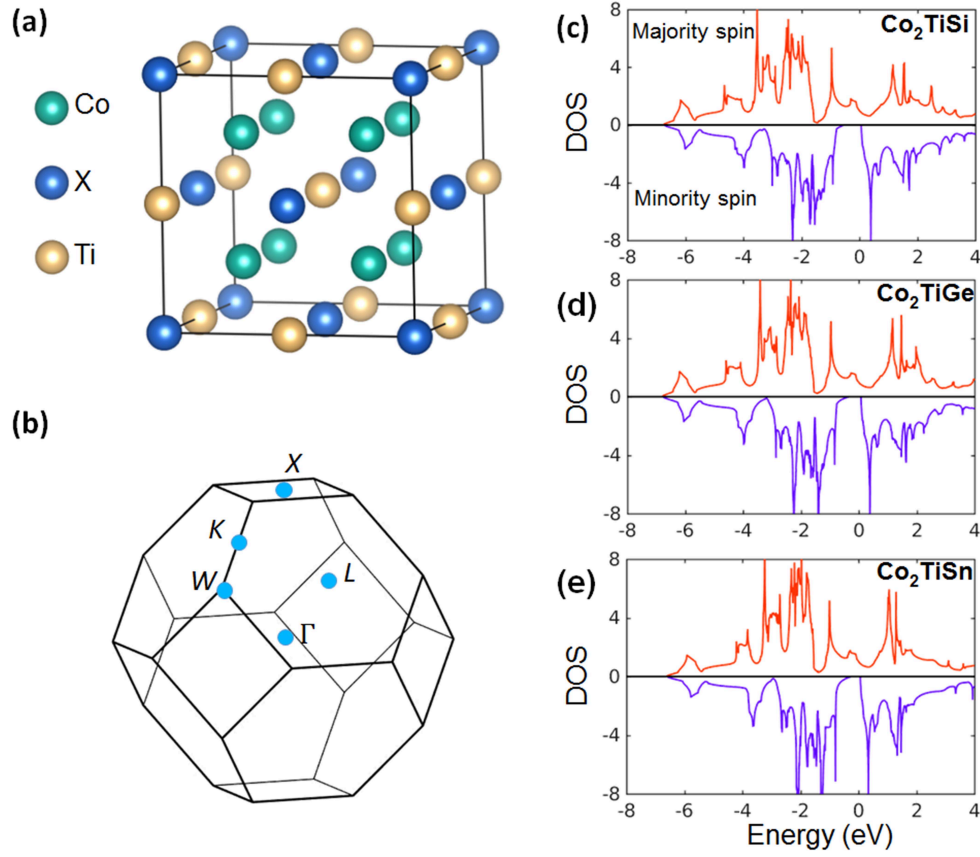 (a)
Co
X
Ti
(b)
X
K
W
L
Γ
(c)
Co₂TiSi
Majority spin
Minority spin
DOS
8
4
0
-4
-8
-8 -6 -4 -2 0 2 4
(d)
Co₂TiGe
DOS
8
4
0
-4
-8
-8 -6 -4 -2 0 2 4
(e)
Co₂TiSn
DOS
8
4
0
-4
-8
-8 -6 -4 -2 0 2 4
Energy (eV)